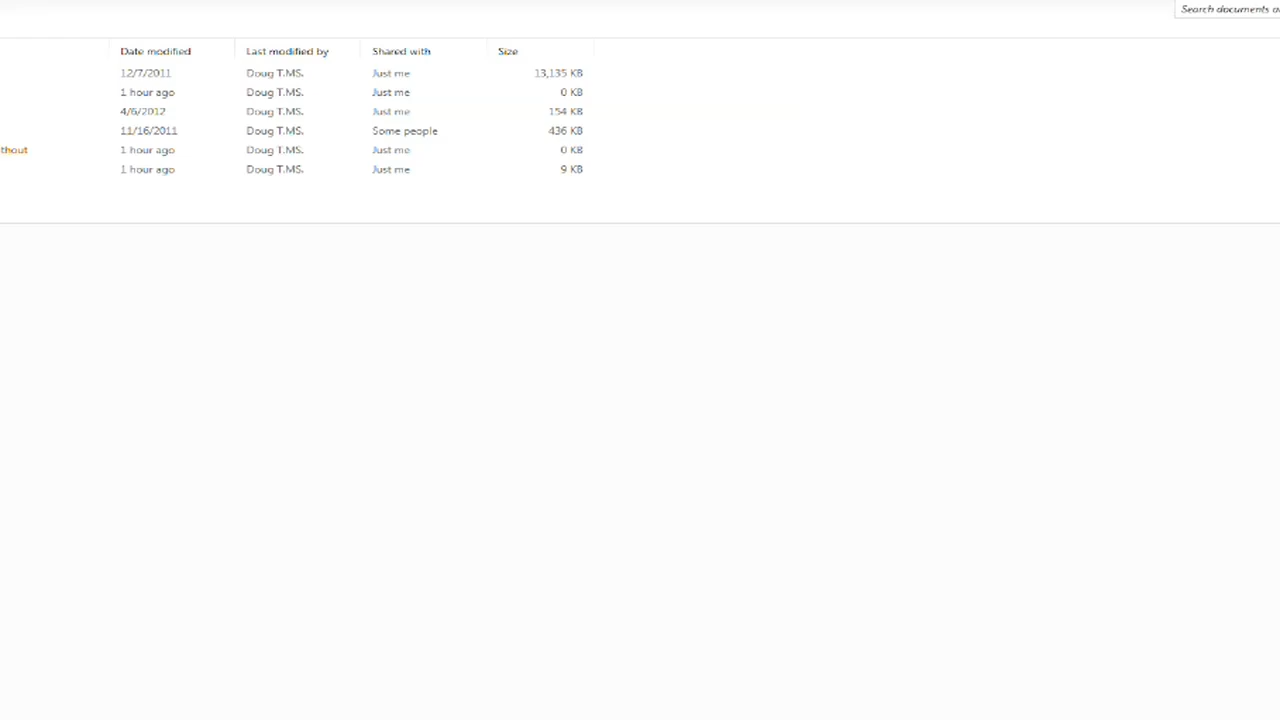 Search documents
Date modified Last modified by Shared with Size
12/7/2011 Doug T.MS. Just me 13,135 KB
1 hour ago Doug T.MS. Just me 0 KB
4/6/2012 Doug T.MS. Just me 154 KB
11/16/2011 Doug T.MS. Some people 436 KB
thout 1 hour ago Doug T.MS. Just me 0 KB
1 hour ago Doug T.MS. Just me 9 KB